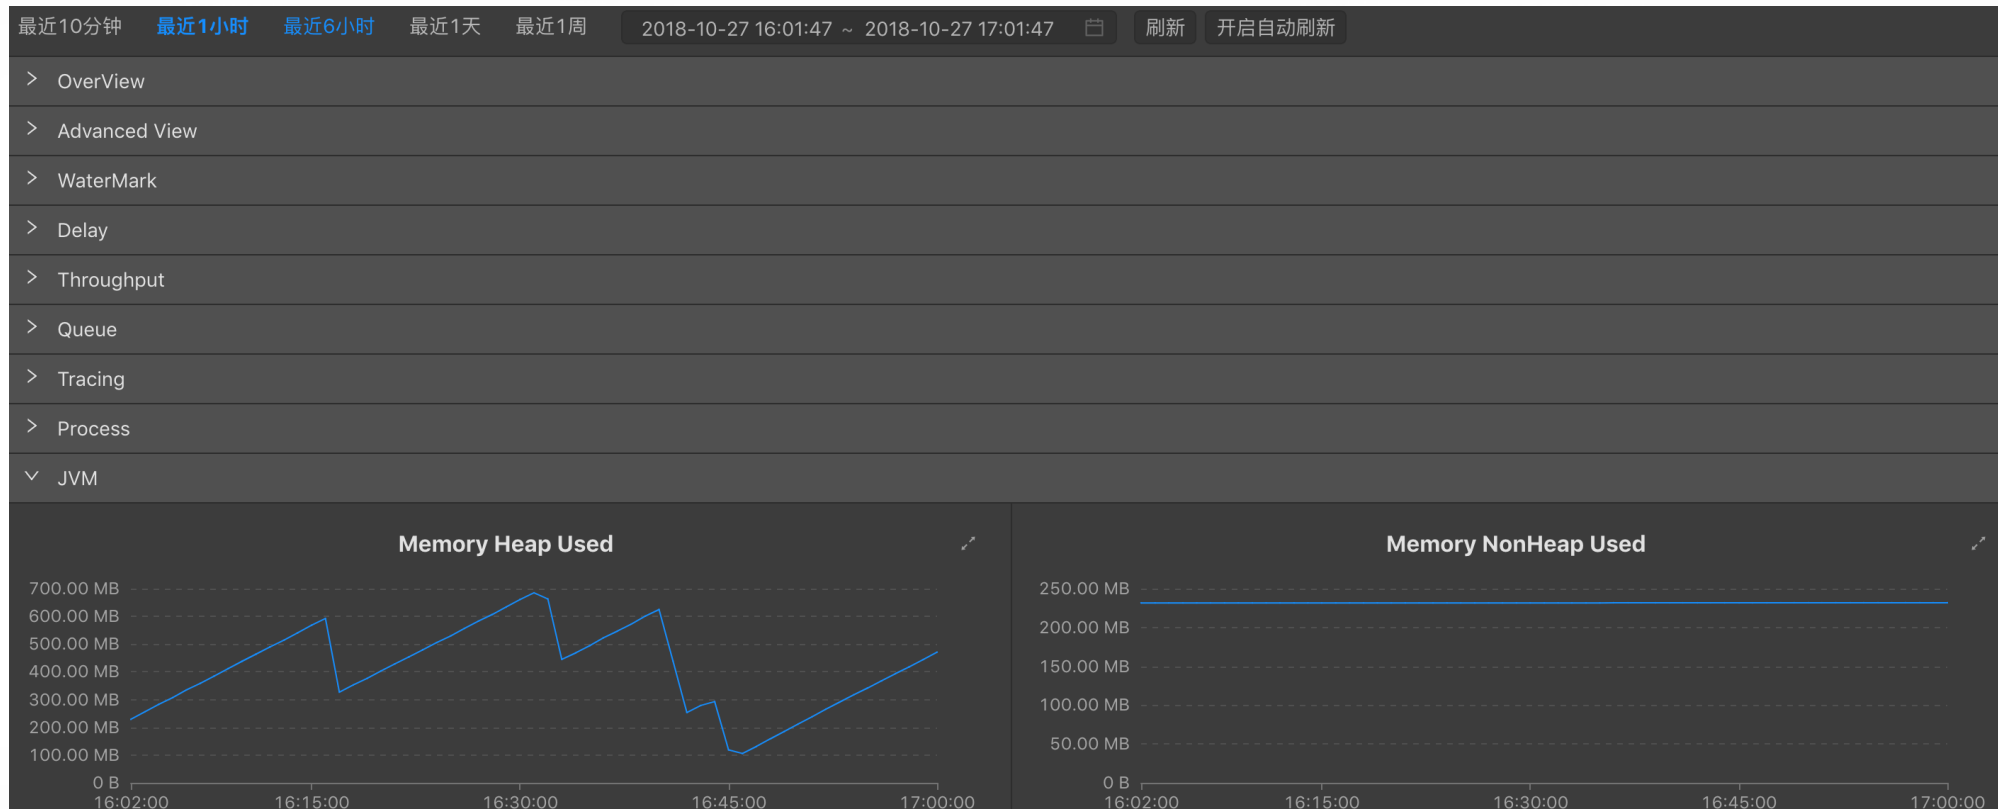 最近10分钟 最近1小时 最近6小时 最近1天 最近1周 2018-10-27 16:01:47 ~ 2018-10-27 17:01:47 刷新 开启自动刷新
OverView
Advanced View
WaterMark
Delay
Throughput
Queue
Tracing
Process
JVM
Memory Heap Used
700.00 MB
600.00 MB
500.00 MB
400.00 MB
300.00 MB
200.00 MB
100.00 MB
0 B
16:02:00 16:15:00 16:30:00 16:45:00 17:00:00
Memory NonHeap Used
250.00 MB
200.00 MB
150.00 MB
100.00 MB
50.00 MB
0 B
16:02:00 16:15:00 16:30:00 16:45:00 17:00:00